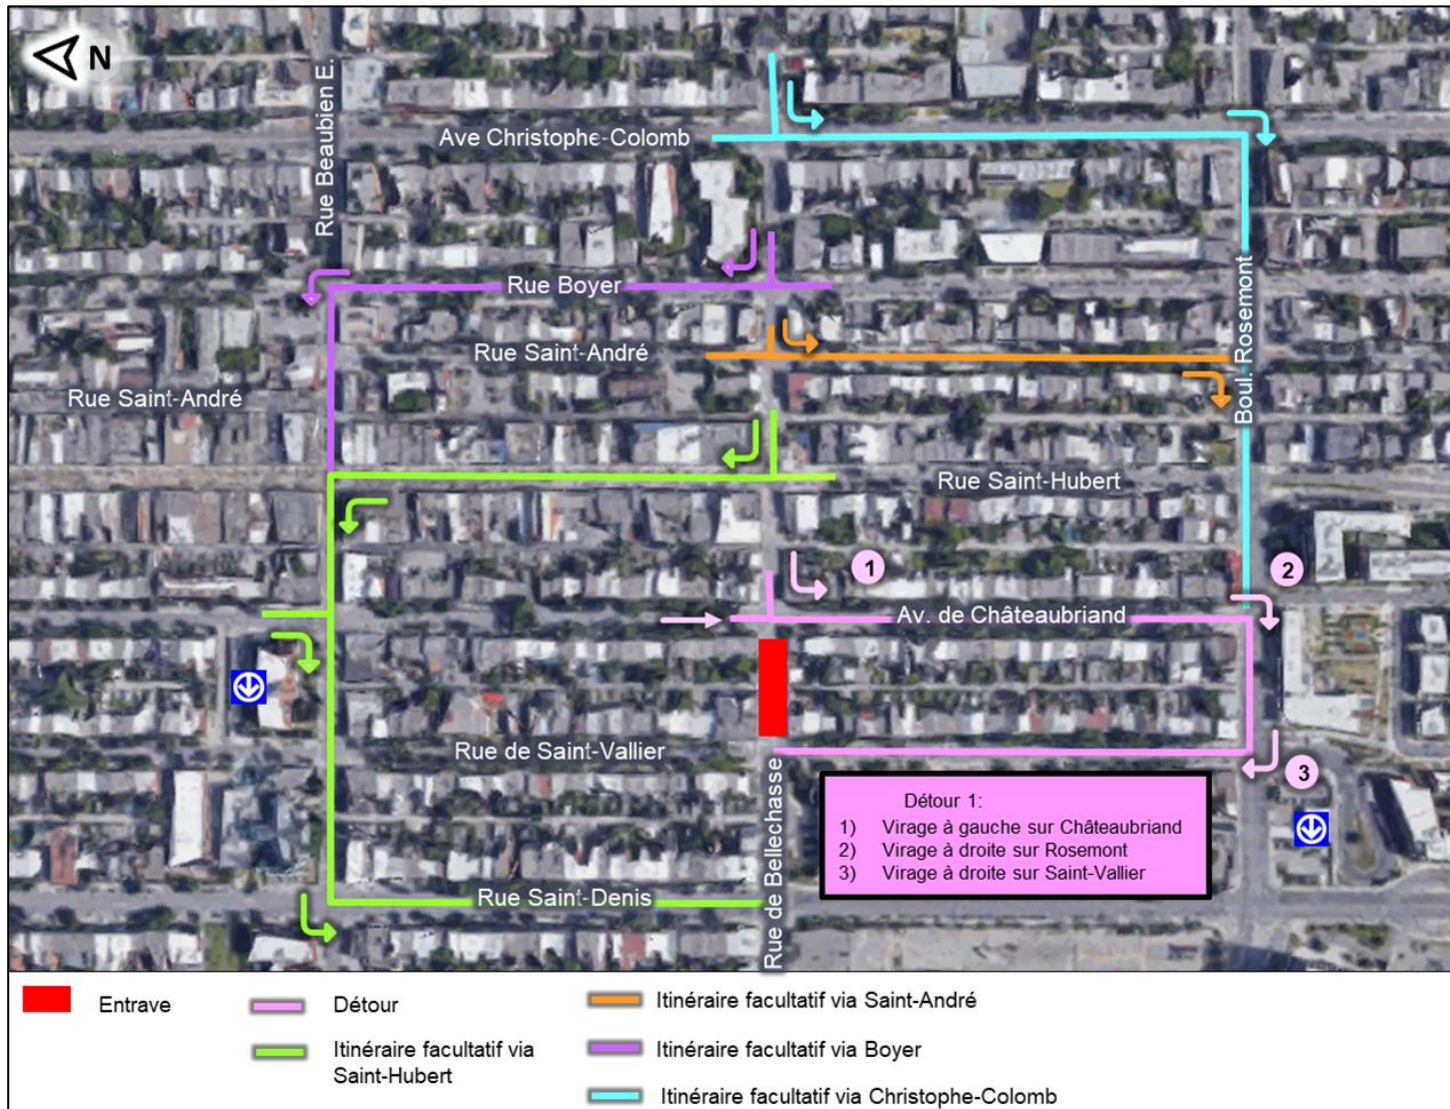 N
Rue Beaubien E.
Ave Christophe-Colomb
Rue Boyer
Boul. Rosemont
Rue Saint-André
Rue Saint-André
Rue Saint-Hubert
1
2
Av. de Châteaubriand
Rue de Saint-Vallier
3
Rue de Bellechasse
Détour 1:
1) Virage à gauche sur Châteaubriand
2) Virage à droite sur Rosemont
3) Virage à droite sur Saint-Vallier
Rue Saint-Denis
Entrave
Détour
Itinéraire facultatif via
Saint-Hubert
Itinéraire facultatif via Saint-André
Itinéraire facultatif via Boyer
Itinéraire facultatif via Christophe-Colomb